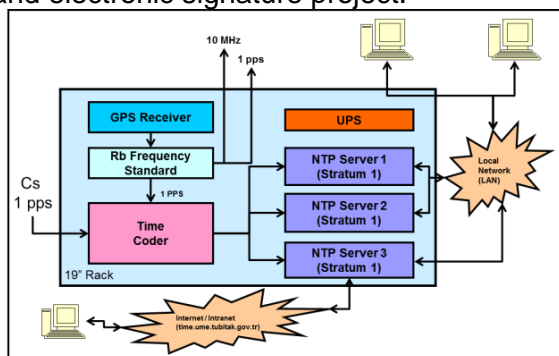 and electronic signature project.
10 MHz
1 pps
GPS Receiver
UPS
Rb Frequency
Standard
NTP Server 1
(Stratum 1)
Local
Network
(LAN)
Cs
1 pps
1 PPS
Time
Coder
NTP Server 2
(Stratum 1)
NTP Server 3
(Stratum 1)
19" Rack
Internet / Intranet
(time.ume.tubitak.gov.tr)